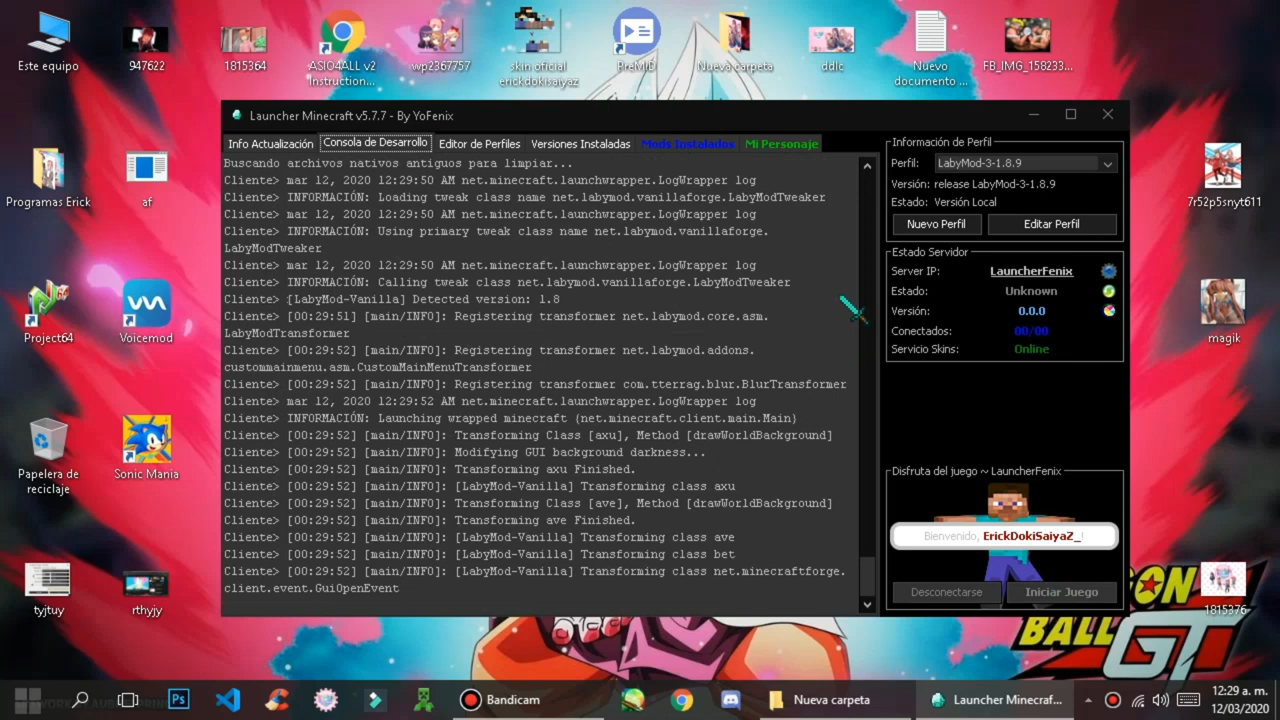 Este equipo
947622
1815364
ASIO4ALL v2
Instruction...
wp2367757
skin oficial
erickdokisaiyaz
PreMiD
Nueva carpeta
ddlc
Nuevo
documento ...
FB_IMG_158233...
Launcher Minecraft v5.7.7 - By YoFenix
Info Actualización
Consola de Desarrollo
Editor de Perfiles
Versiones Instaladas
Mods Instalados
Mi Personaje
Buscando archivos nativos antiguos para limpiar...
Cliente> mar 12, 2020 12:29:50 AM net.minecraft.launchwrapper.LogWrapper log
Cliente> INFORMACIÓN: Loading tweak class name net.labymod.vanillaforge.LabyModTweaker
Cliente> mar 12, 2020 12:29:50 AM net.minecraft.launchwrapper.LogWrapper log
Cliente> INFORMACIÓN: Using primary tweak class name net.labymod.vanillaforge.
LabyModTweaker
Cliente> mar 12, 2020 12:29:50 AM net.minecraft.launchwrapper.LogWrapper log
Cliente> INFORMACIÓN: Calling tweak class net.labymod.vanillaforge.LabyModTweaker
Cliente> [LabyMod-Vanilla] Detected version: 1.8
Cliente> [00:29:51] [main/INFO]: Registering transformer net.labymod.core.asm.
LabyModTransformer
Cliente> [00:29:52] [main/INFO]: Registering transformer net.labymod.addons.
custommainmenu.asm.CustomMainMenuTransformer
Cliente> [00:29:52] [main/INFO]: Registering transformer com.tterrag.blur.BlurTransformer
Cliente> mar 12, 2020 12:29:52 AM net.minecraft.launchwrapper.LogWrapper log
Cliente> INFORMACIÓN: Launching wrapped minecraft {net.minecraft.client.main.Main}
Cliente> [00:29:52] [main/INFO]: Transforming Class [axu], Method [drawWorldBackground]
Cliente> [00:29:52] [main/INFO]: Modifying GUI background darkness...
Cliente> [00:29:52] [main/INFO]: Transforming axu Finished.
Cliente> [00:29:52] [main/INFO]: [LabyMod-Vanilla] Transforming class axu
Cliente> [00:29:52] [main/INFO]: Transforming Class [ave], Method [drawWorldBackground]
Cliente> [00:29:52] [main/INFO]: Transforming ave Finished.
Cliente> [00:29:52] [main/INFO]: [LabyMod-Vanilla] Transforming class ave
Cliente> [00:29:52] [main/INFO]: [LabyMod-Vanilla] Transforming class bet
Cliente> [00:29:52] [main/INFO]: [LabyMod-Vanilla] Transforming class net.minecraftforge.
client.event.GuiOpenEvent
Información de Perfil
Perfil: LabyMod-3-1.8.9
Versión: release LabyMod-3-1.8.9
Estado: Versión Local
Nuevo Perfil
Editar Perfil
Estado Servidor
Server IP: LauncherFenix
Estado: Unknown
Versión: 0.0.0
Conectados: 00/00
Servicio Skins: Online
Disfruta del juego ~ LauncherFenix
Bienvenido, ErickDokiSaiyaZ_!
Desconectarse
Iniciar Juego
Programas Erick
af
7r52p5snyt611
Project64
Voicemod
magik
Papelera de
reciclaje
Sonic Mania
tyjtuy
rthyjy
1815376
BALL GT
Ps
Bandicam
Nueva carpeta
Launcher Minecraf...
12:29 a. m.
12/03/2020